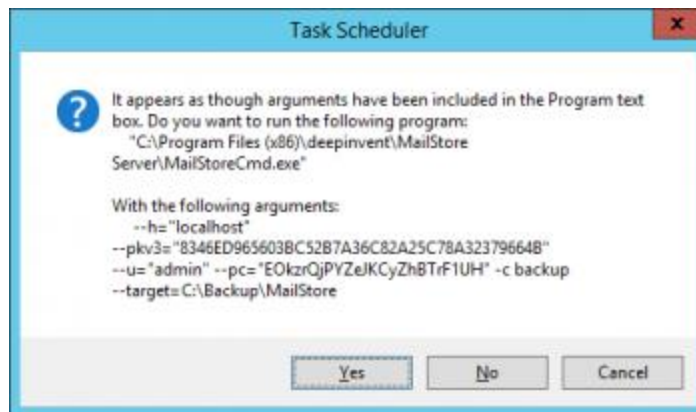 Task Scheduler
x
?
It appears as though arguments have been included in the Program text
box. Do you want to run the following program:
"C:\Program Files (x86)\deepinvent\MailStore
Server\MailStoreCmd.exe"
With the following arguments:
--h="localhost"
--pkv3="8346ED965603BC52B7A36C82A25C78A32379664B"
--u="admin" --pc="EOkzrQjPYZeJKCyZhBTrF1UH" -c backup
--target=C:\Backup\MailStore
Yes
No
Cancel